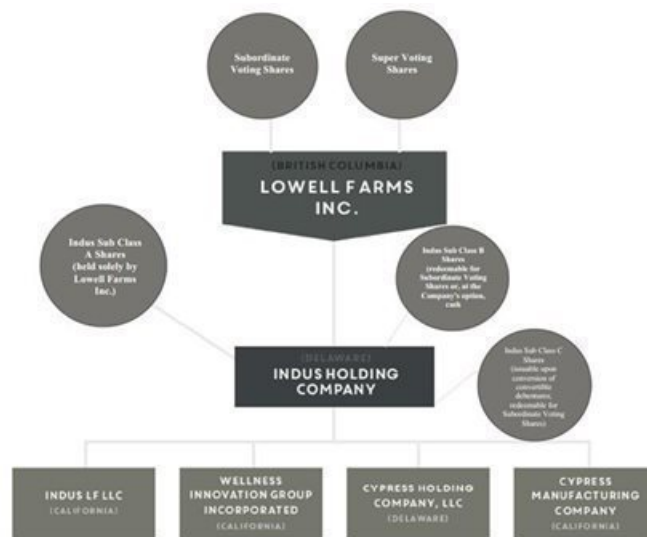 Subordinate
Voting Shares
Super Voting
Shares
(BRITISH COLUMBIA)
LOWELL FARMS
INC.
Indus Sub Class
A Shares
(held solely by
Lowell Farms
Inc.)
Indus Sub Class B
Shares
(redeemable for
Subordinate Voting
Shares or, at the
Company's option,
cash
(DELAWARE)
INDUS HOLDING
COMPANY
Indus Sub Class C
Shares
(issuable upon
conversion of
convertible
debentures;
redeemable for
Subordinate Voting
Shares)
INDUS LF LLC
(CALIFORNIA)
WELLNESS
INNOVATION GROUP
INCORPORATED
(CALIFORNIA)
CYPRESS HOLDING
COMPANY, LLC
(DELAWARE)
CYPRESS
MANUFACTURING
COMPANY
(CALIFORNIA)